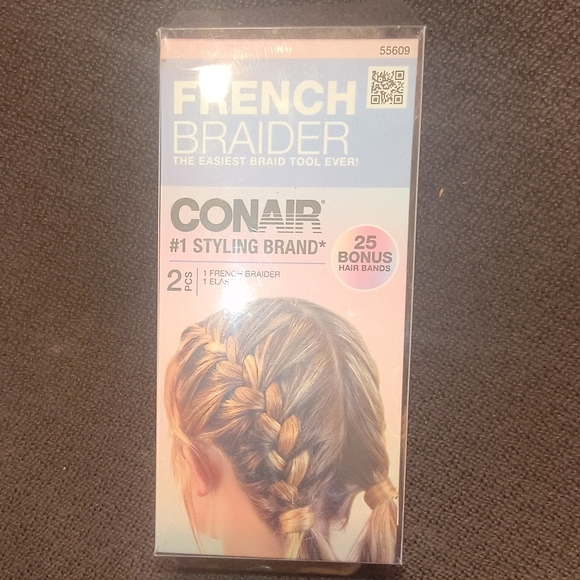 55609
FRENCH
BRAIDER
THE EASIEST BRAID TOOL EVER!
CONAIR®
#1 STYLING BRAND*
25
BONUS
HAIR BANDS
2 PCS
1 FRENCH BRAIDER
1